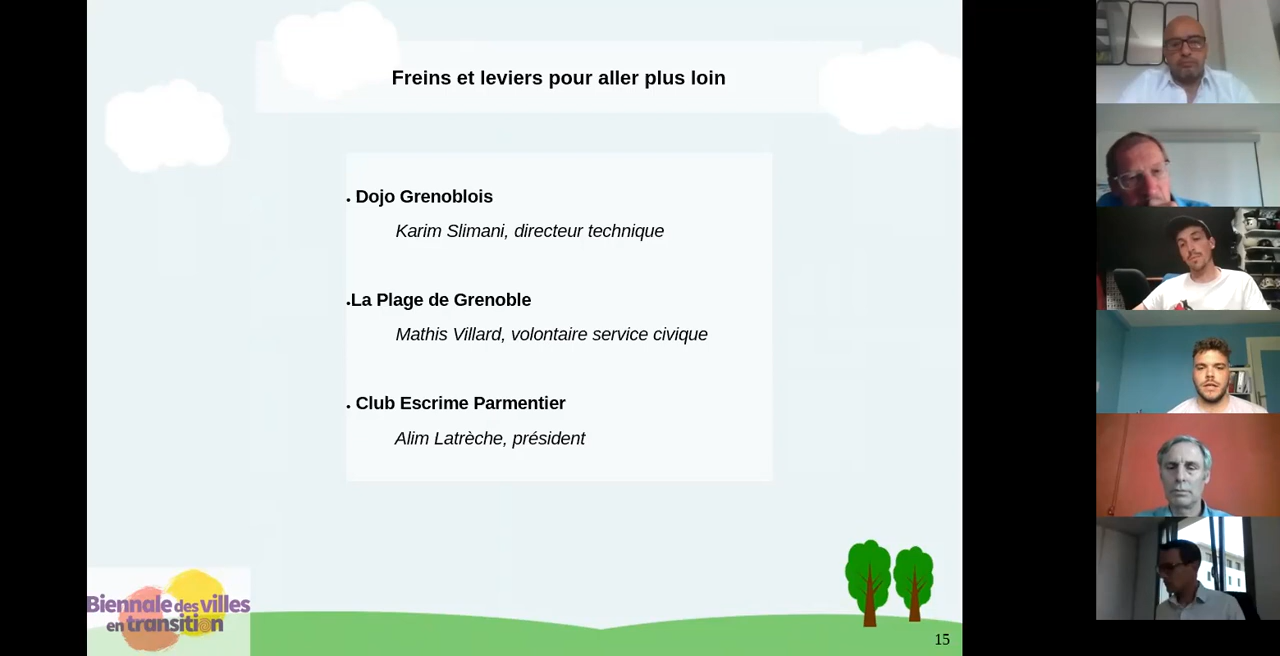 Freins et leviers pour aller plus loin
• Dojo Grenoblois
Karim Slimani, directeur technique
•La Plage de Grenoble
Mathis Villard, volontaire service civique
• Club Escrime Parmentier
Alim Latrèche, président
Biennale des villes
en transition
15